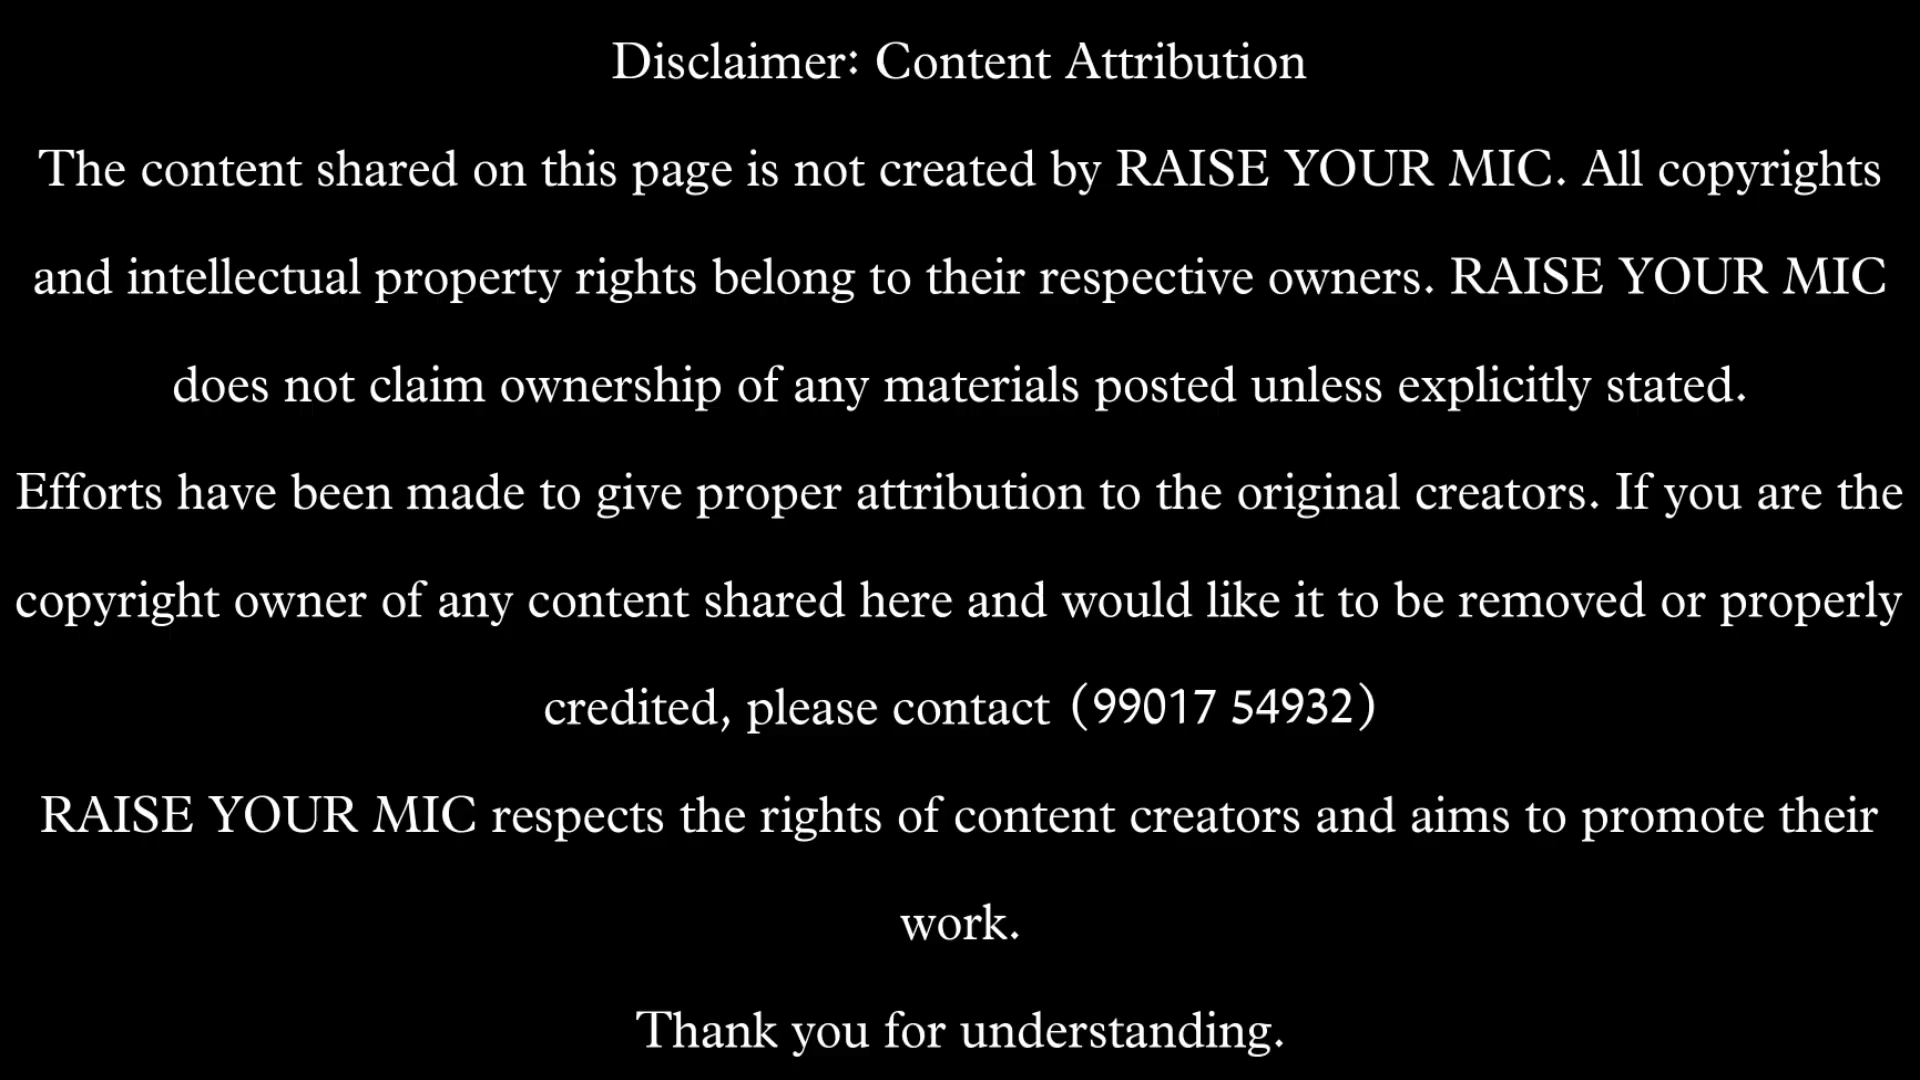 Disclaimer: Content Attribution
The content shared on this page is not created by RAISE YOUR MIC. All copyrights
and intellectual property rights belong to their respective owners. RAISE YOUR MIC
does not claim ownership of any materials posted unless explicitly stated.
Efforts have been made to give proper attribution to the original creators. If you are the
copyright owner of any content shared here and would like it to be removed or properly
credited, please contact (99017 54932)
RAISE YOUR MIC respects the rights of content creators and aims to promote their
work.
Thank you for understanding.